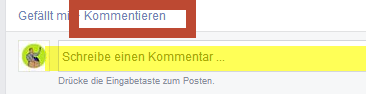 Gefällt mi Kommentieren
Schreibe einen Kommentar ...
Drücke die Eingabetaste zum Posten.